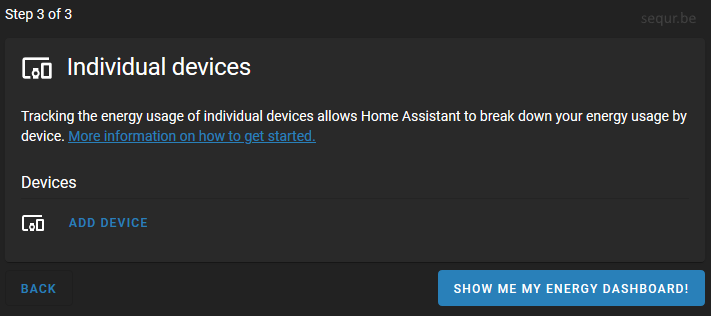 Step 3 of 3
sequr.be
Individual devices
Tracking the energy usage of individual devices allows Home Assistant to break down your energy usage by
device. More information on how to get started.
Devices
ADD DEVICE
BACK
SHOW ME MY ENERGY DASHBOARD!